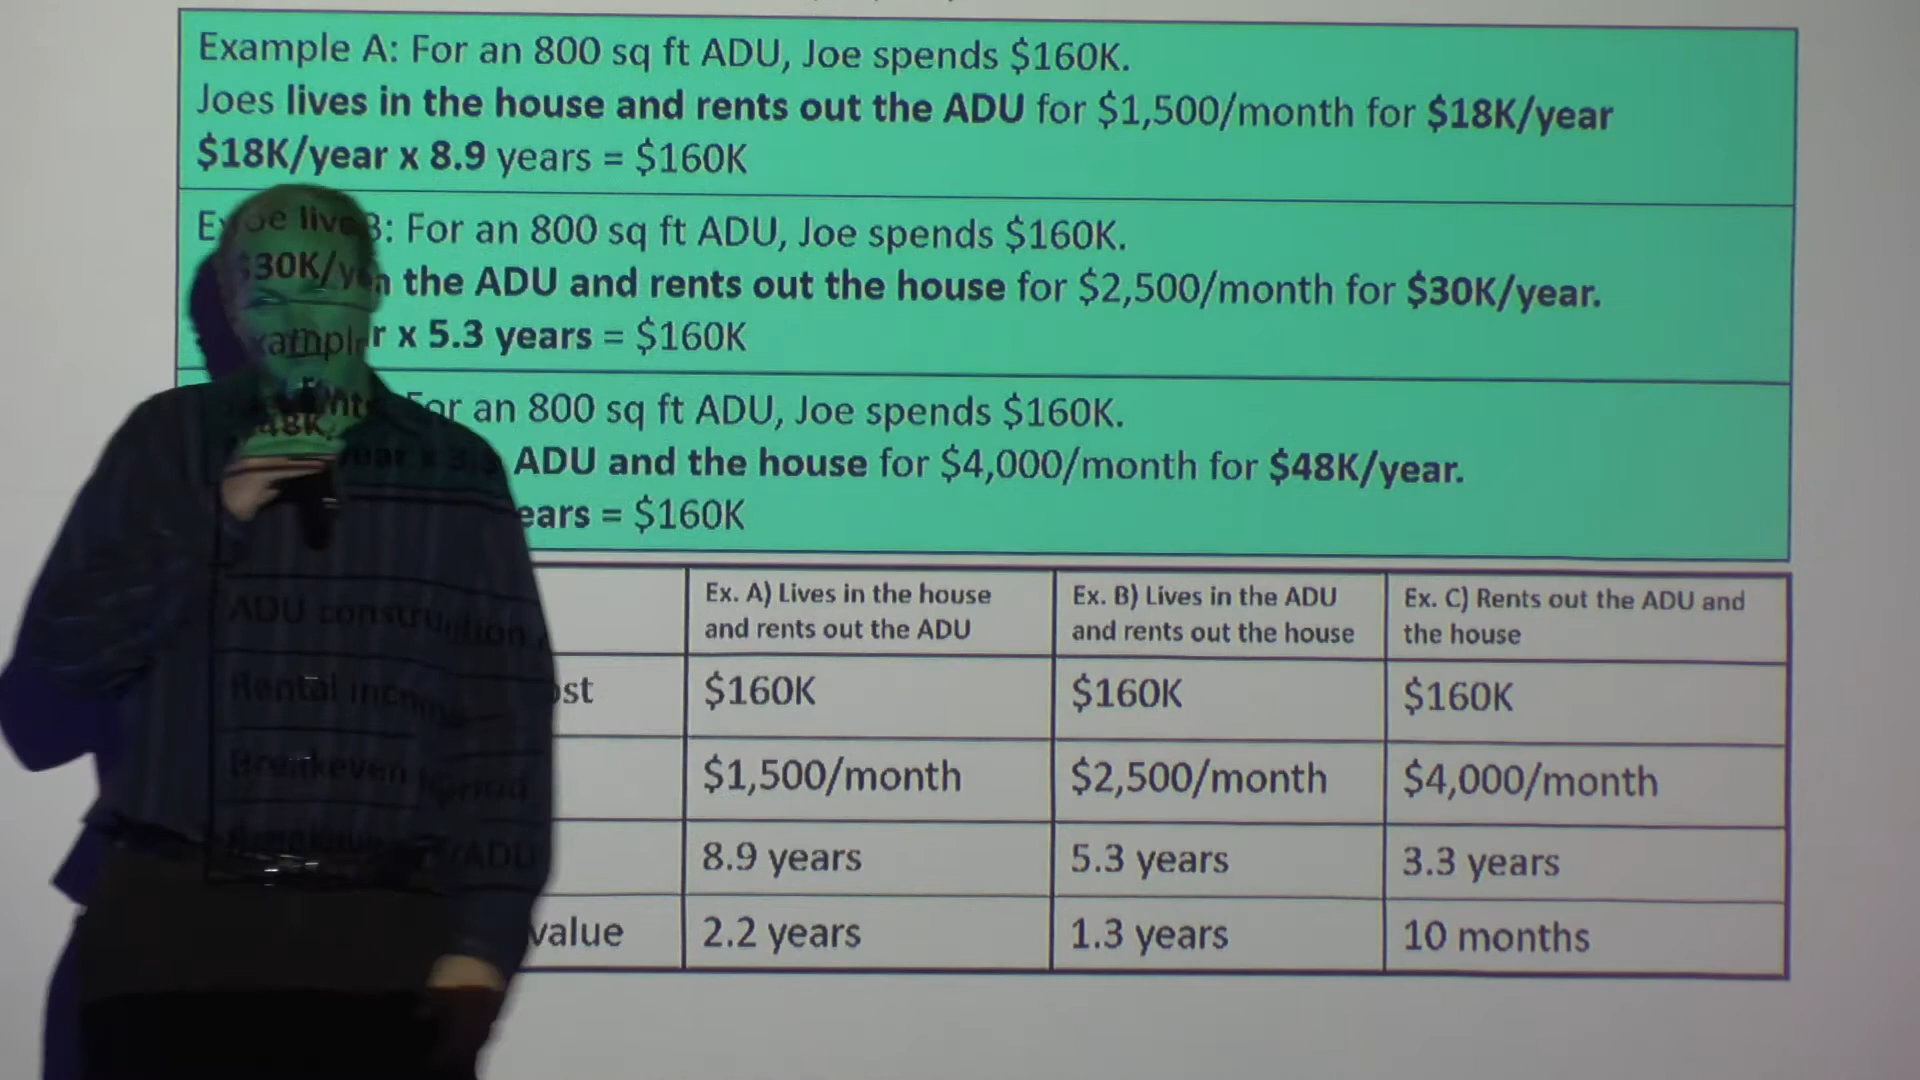 Example A: For an 800 sq ft ADU, Joe spends $160K.
Joes lives in the house and rents out the ADU for $1,500/month for $18K/year
$18K/year x 8.9 years = $160K
B: For an 800 sq ft ADU, Joe spends $160K.
the ADU and rents out the house for $2,500/month for $30K/year.
x 5.3 years = $160K
For an 800 sq ft ADU, Joe spends $160K.
ADU and the house for $4,000/month for $48K/year.
= $160K
Ex. A) Lives in the house and rents out the ADU
Ex. B) Lives in the ADU and rents out the house
Ex. C) Rents out the ADU and the house
ADU construction $160K $160K $160K
Rental income $1,500/month $2,500/month $4,000/month
Breakeven period 8.9 years 5.3 years 3.3 years
value 2.2 years 1.3 years 10 months